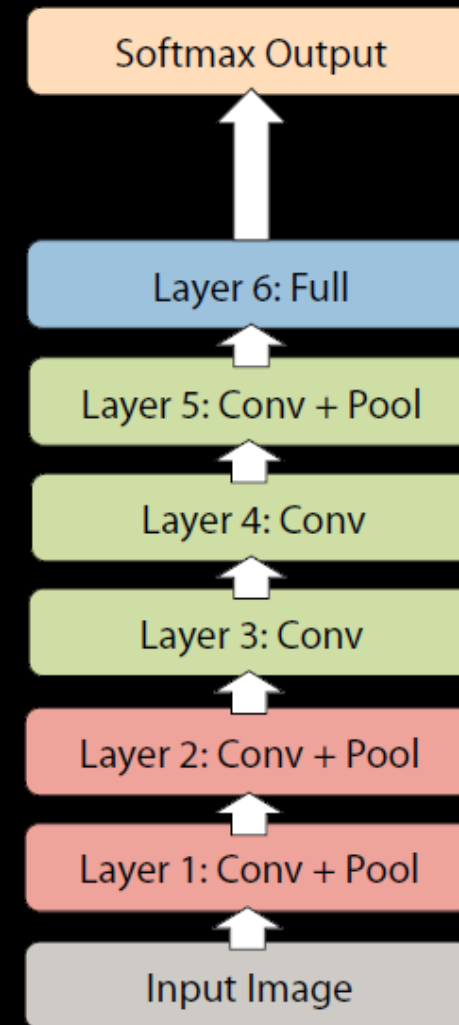 Softmax Output
Layer 6: Full
Layer 5: Conv + Pool
Layer 4: Conv
Layer 3: Conv
Layer 2: Conv + Pool
Layer 1: Conv + Pool
Input Image